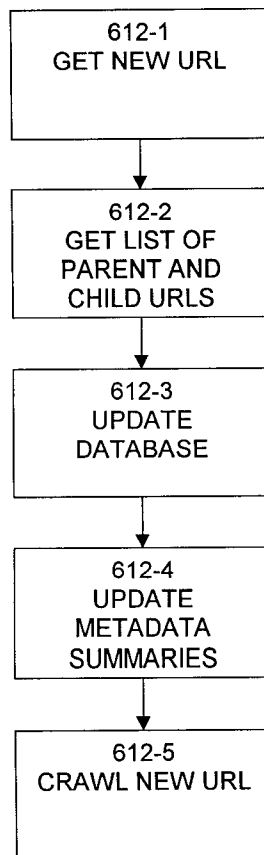 612-1
GET NEW URL
612-2
GET LIST OF
PARENT AND
CHILD URLS
612-3
UPDATE
DATABASE
612-4
UPDATE
METADATA
SUMMARIES
612-5
CRAWL NEW URL